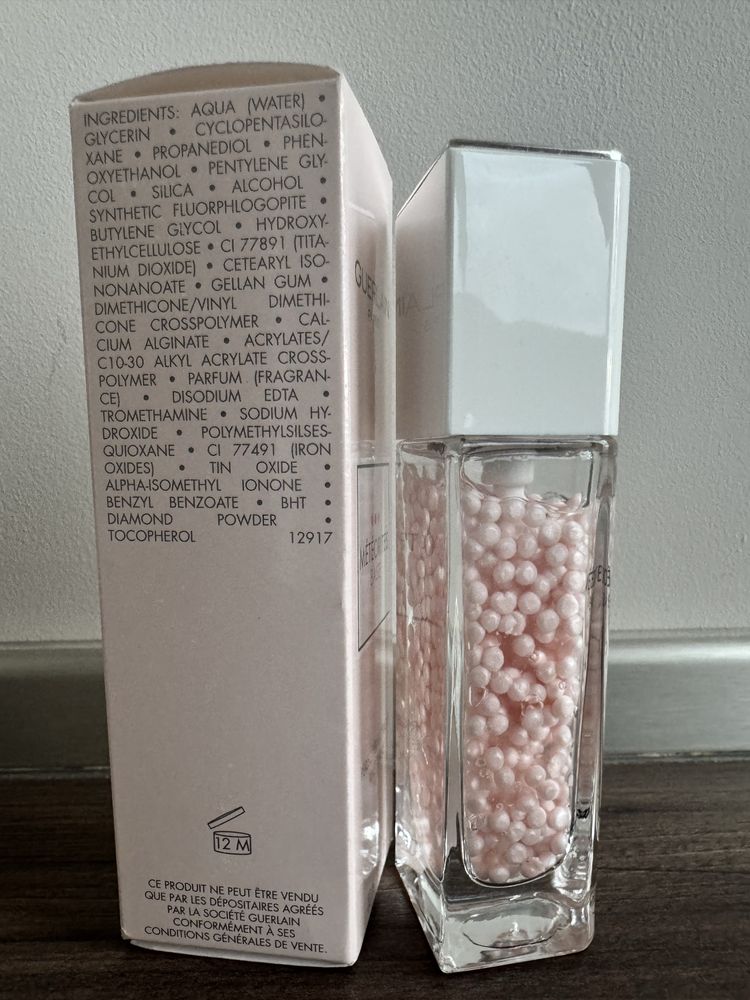 INGREDIENTS: AQUA (WATER) •
GLYCERIN • CYCLOPENTASILO-
XANE • PROPANEDIOL • PHEN-
OXYETHANOL • PENTYLENE GLY-
COL • SILICA • ALCOHOL •
SYNTHETIC FLUORPHLOGOPITE •
BUTYLENE GLYCOL • HYDROXY-
ETHYLCELLULOSE • CI 77891 (TITA-
NIUM DIOXIDE) • CETEARYL ISO-
NONANOATE • GELLAN GUM •
DIMETHICONE/VINYL DIMETHI-
CONE CROSSPOLYMER • CAL-
CIUM ALGINATE • ACRYLATES/
C10-30 ALKYL ACRYLATE CROSS-
POLYMER • PARFUM (FRAGRAN-
CE) • DISODIUM EDTA •
TROMETHAMINE • SODIUM HY-
DROXIDE • POLYMETHYLSILSES-
QUIOXANE • CI 77491 (IRON
OXIDES) • TIN OXIDE •
ALPHA-ISOMETHYL IONONE •
BENZYL BENZOATE • BHT •
DIAMOND POWDER •
TOCOPHEROL 12917
12 M
CE PRODUIT NE PEUT ÊTRE VENDU
QUE PAR LES DÉPOSITAIRES AGRÉÉS
PAR LA SOCIÉTÉ GUERLAIN
CONFORMÉMENT À SES
CONDITIONS GÉNÉRALES DE VENTE.
GUERLAIN
MÉTÉORITES
BASE